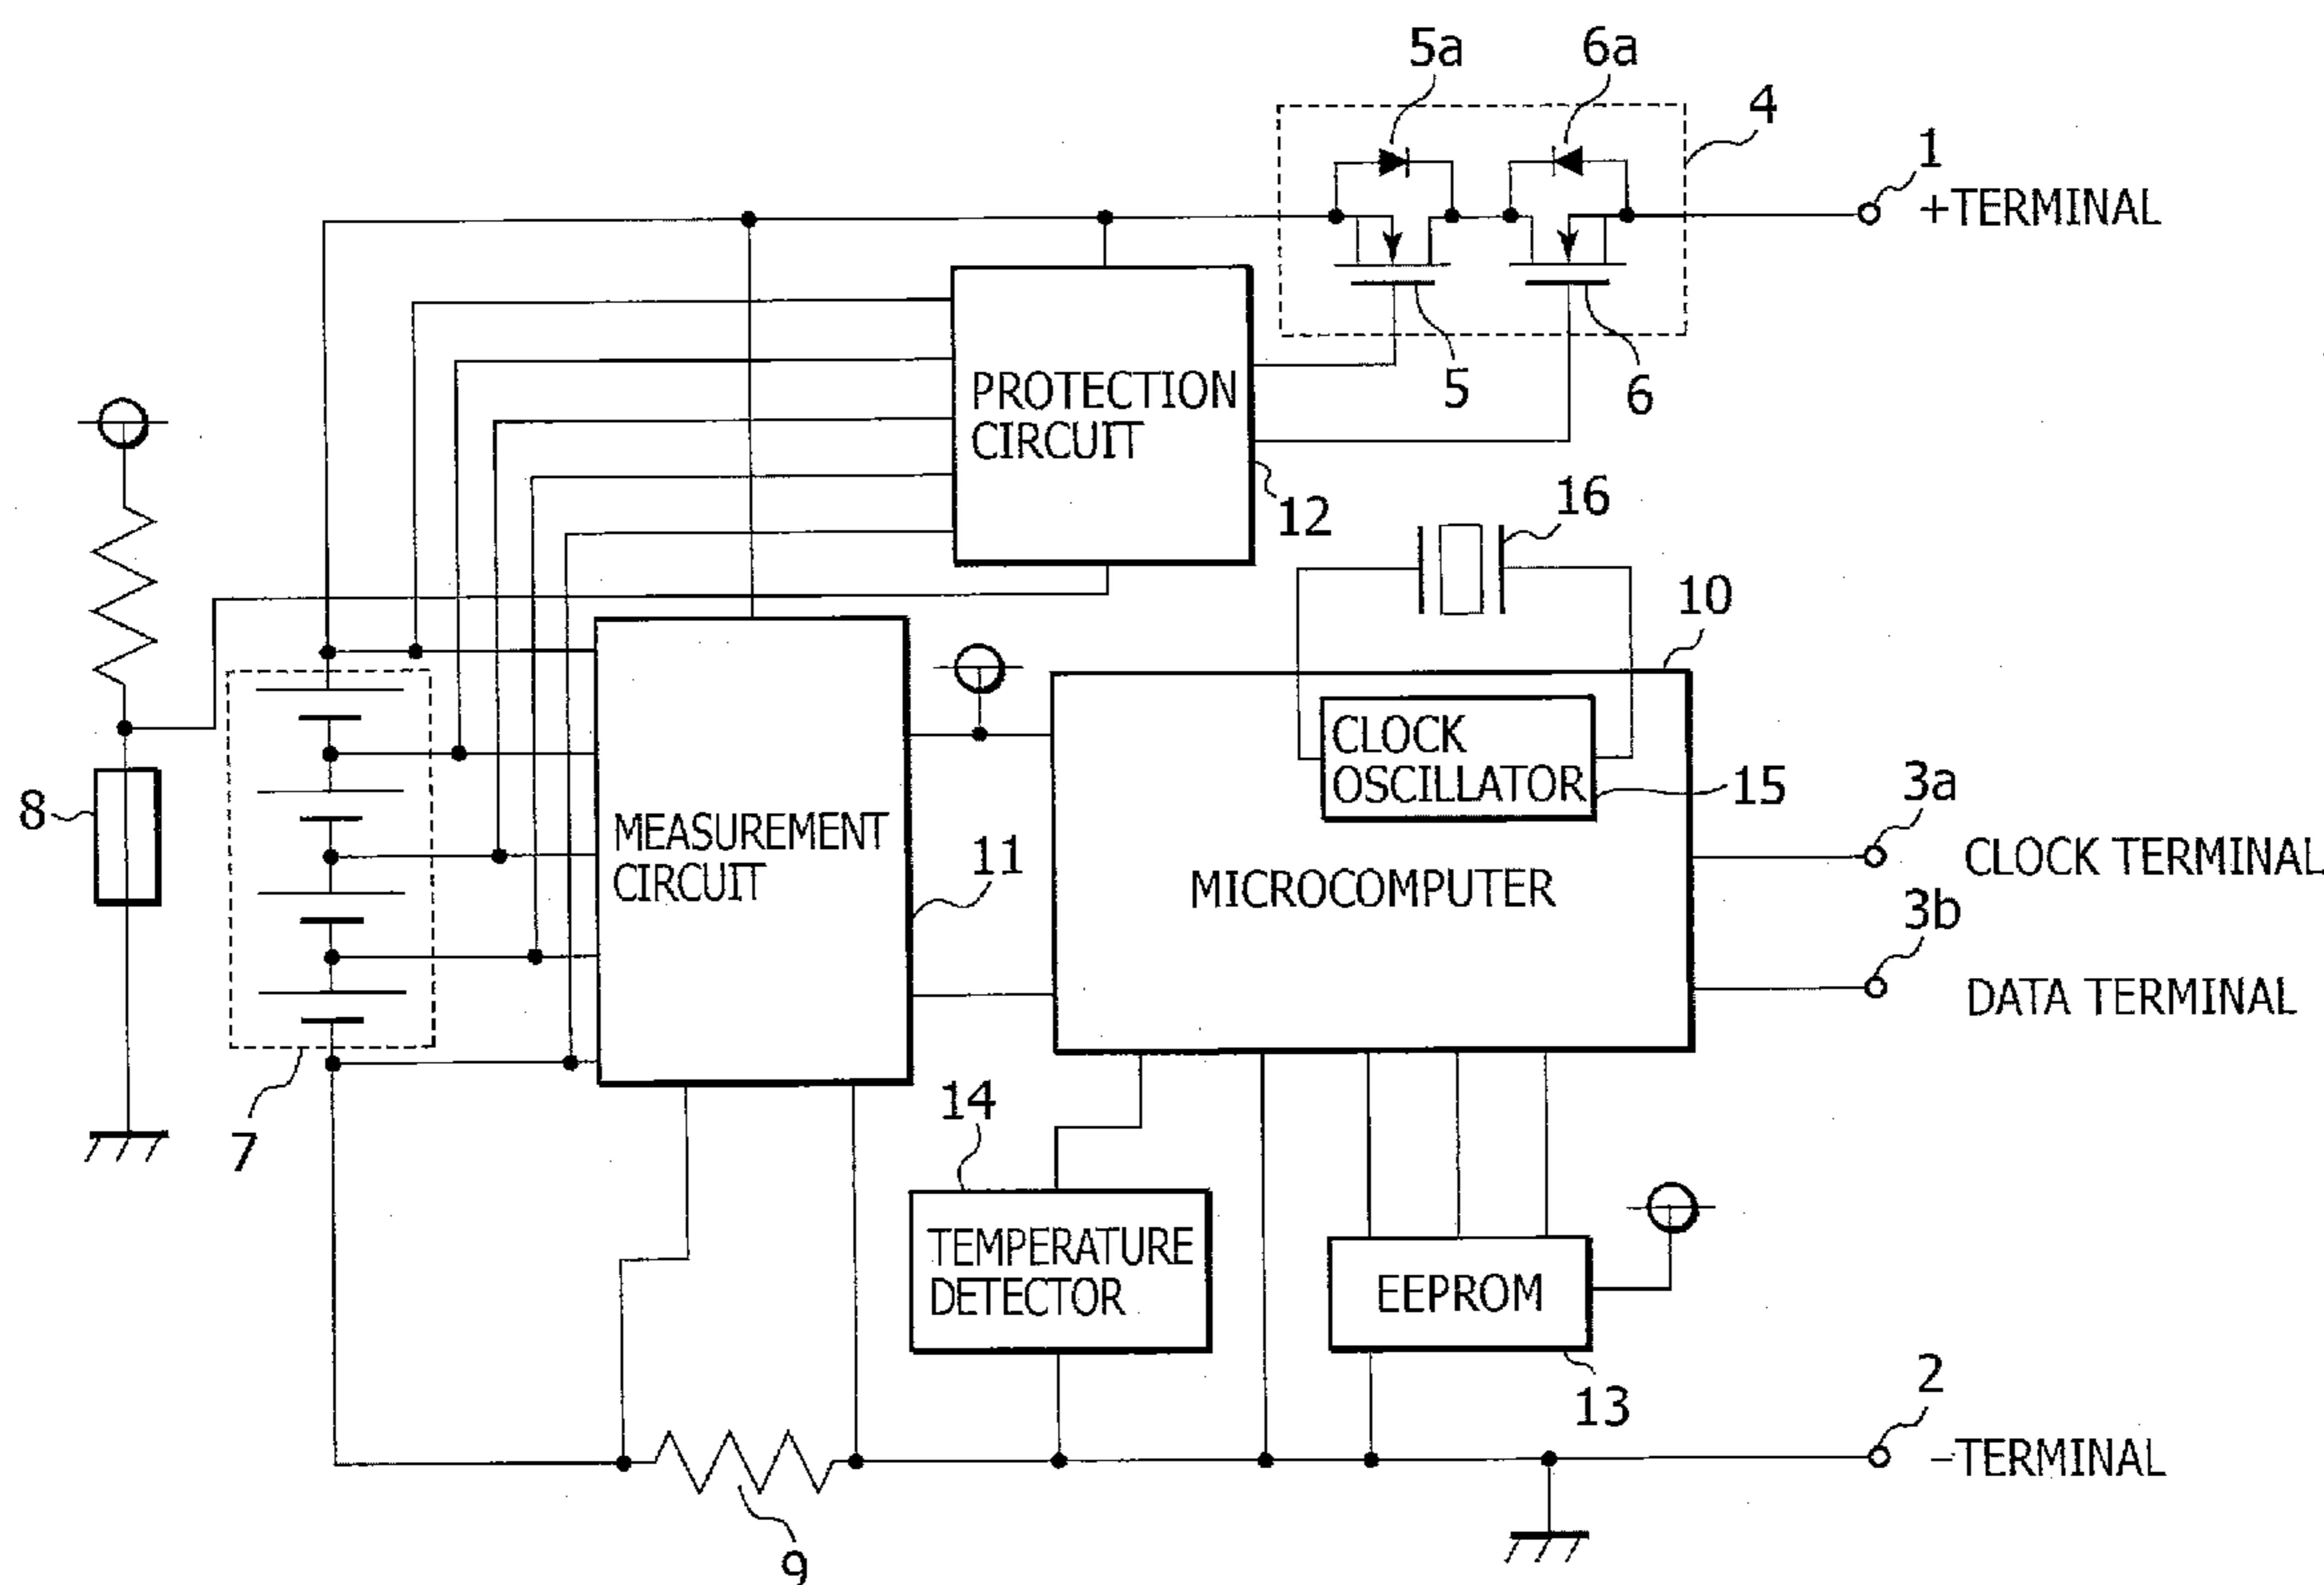 5a
6a
4
1
+TERMINAL
PROTECTION
CIRCUIT
5
6
12
16
10
8
CLOCK
OSCILLATOR
15
3a
CLOCK TERMINAL
MEASUREMENT
CIRCUIT
11
MICROCOMPUTER
3b
DATA TERMINAL
7
14
TEMPERATURE
DETECTOR
EEPROM
13
2
-TERMINAL
9